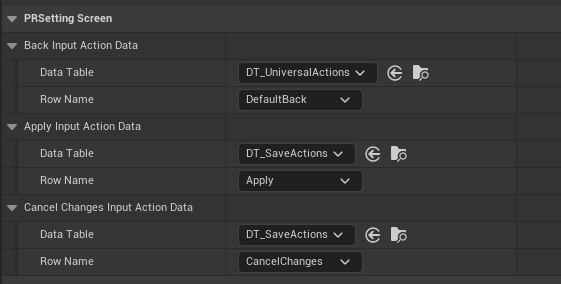 PRSetting Screen
Back Input Action Data
Data Table DT_UniversalActions
Row Name DefaultBack
Apply Input Action Data
Data Table DT_SaveActions
Row Name Apply
Cancel Changes Input Action Data
Data Table DT_SaveActions
Row Name CancelChanges